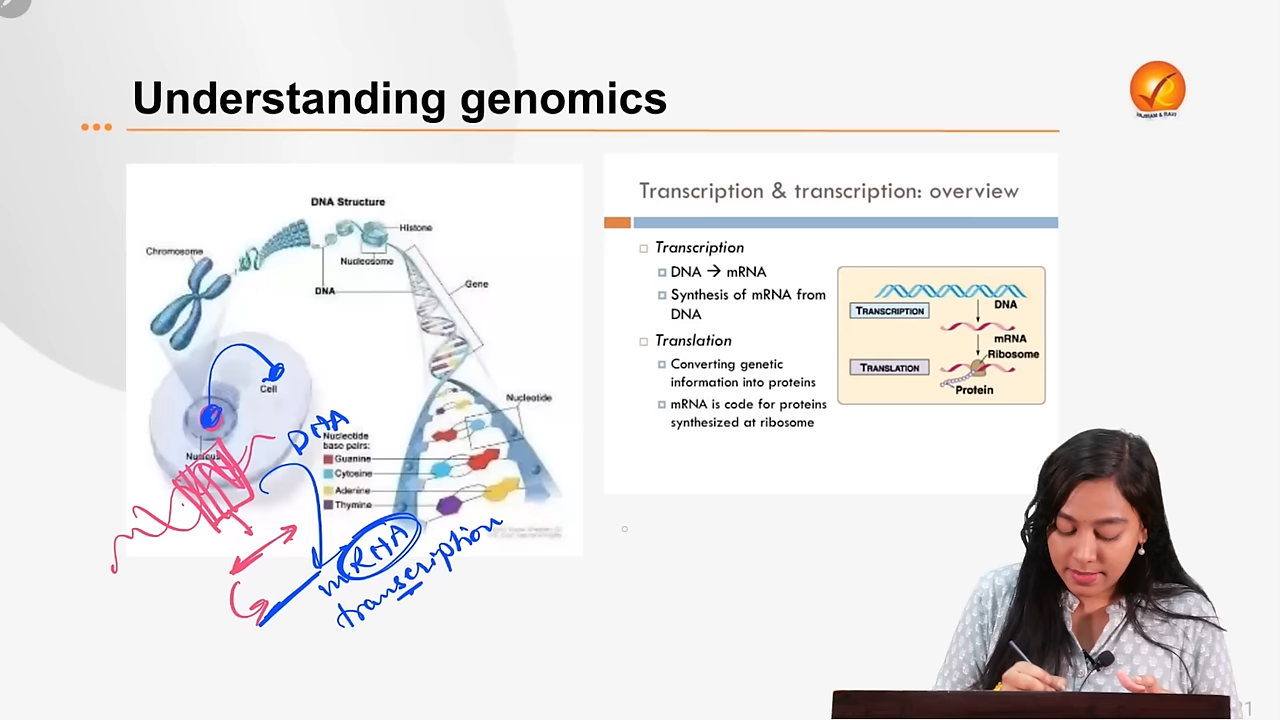 Understanding genomics
VAJIRAM & RAVI
DNA Structure
Chromosome
Histone
Nucleosome
DNA
Gene
Cell
Nucleotide
Nucleus
Nucleotide
base pairs:
Guanine
Cytosine
Adenine
Thymine
DNA
mRNA
transcription
Transcription & transcription: overview
Transcription
DNA → mRNA
Synthesis of mRNA from
DNA
Translation
Converting genetic
information into proteins
mRNA is code for proteins
synthesized at ribosome
TRANSCRIPTION
DNA
mRNA
Ribosome
TRANSLATION
Protein